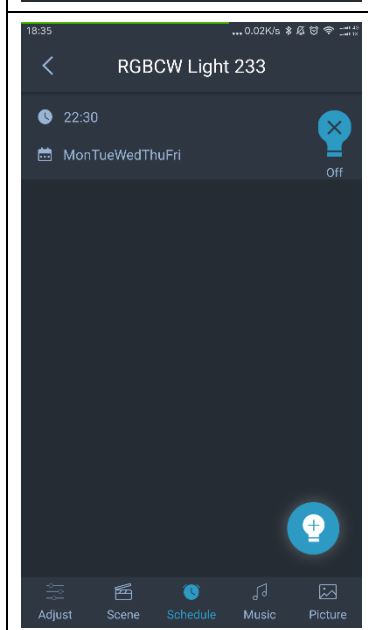 18:35
... 0.02K/s
RGBCW Light 233
22:30
MonTueWedThuFri
Off
Adjust
Scene
Schedule
Music
Picture